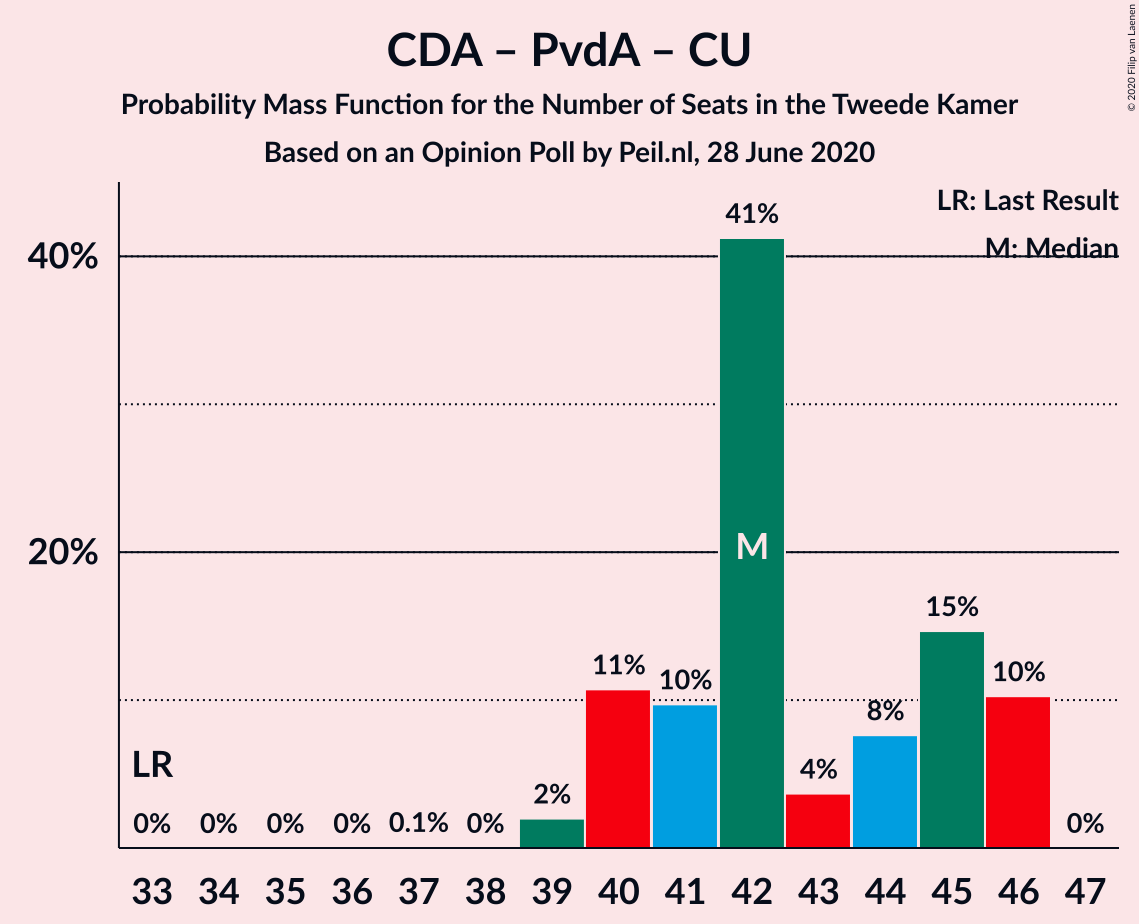 CDA – PvdA – CU
Probability Mass Function for the Number of Seats in the Tweede Kamer
Based on an Opinion Poll by Peil.nl, 28 June 2020
© 2020 Filip van Laenen
LR: Last Result
M: Median
40%
20%
41%
M
15%
11%
10%
10%
8%
4%
2%
LR
0%
0%
0%
0%
0.1%
0%
0%
33 34 35 36 37 38 39 40 41 42 43 44 45 46 47